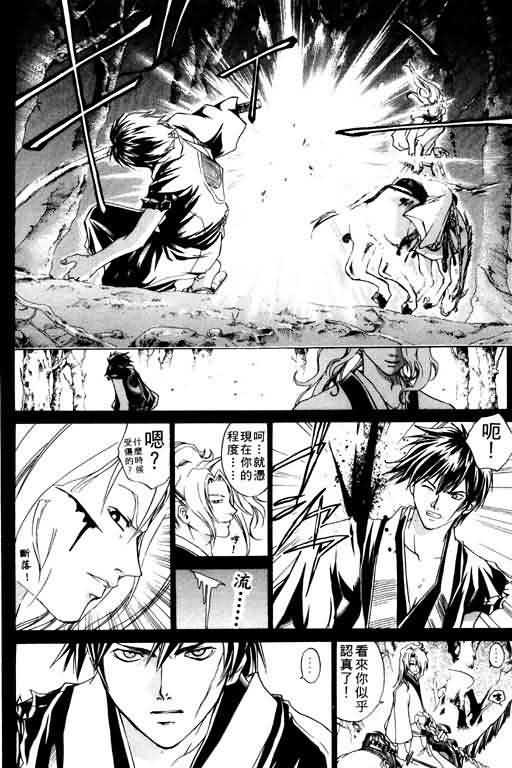 呃！
呵…就憑
現在你的
程度……
哼！
嗯？
什麼時候
受傷的？
流……
斷落！
……
看來你似乎
認真了！
……